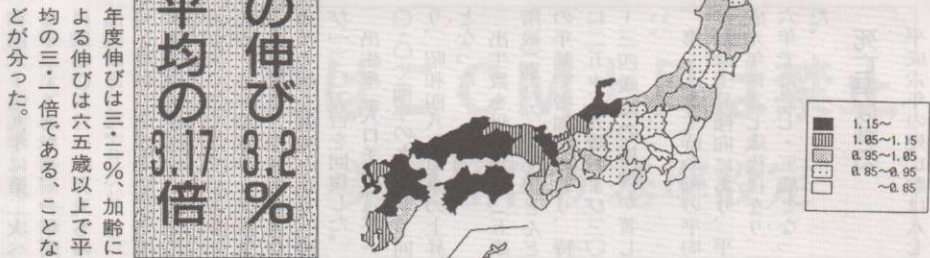 の伸び3.2%
平均の3.17倍
年度伸びは三・二%、加齢に
よる伸びは六五歳以上で平
均の三・一倍である、ことな
どが分った。
1.15~
1.05~1.15
0.95~1.05
0.85~0.95
~0.85